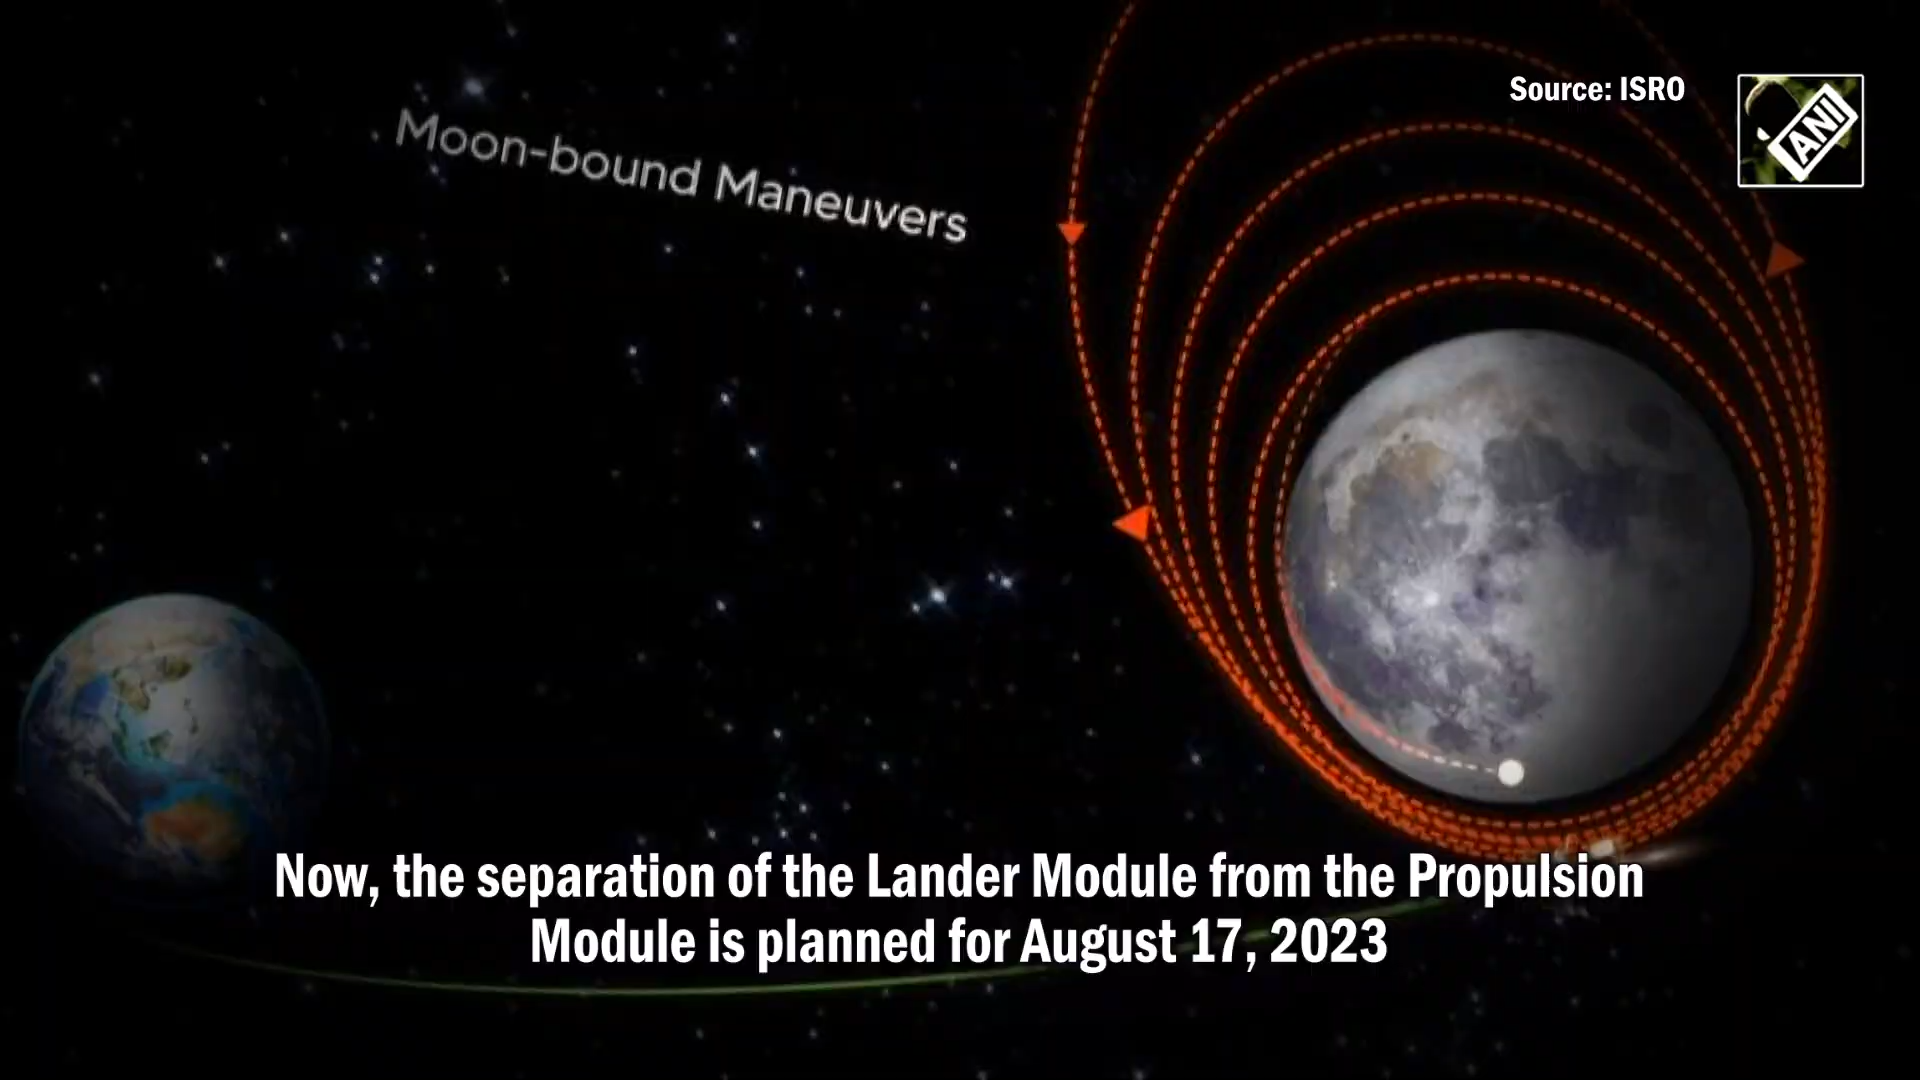 Source: ISRO
ANI
Moon-bound Maneuvers
Now, the separation of the Lander Module from the Propulsion
Module is planned for August 17, 2023